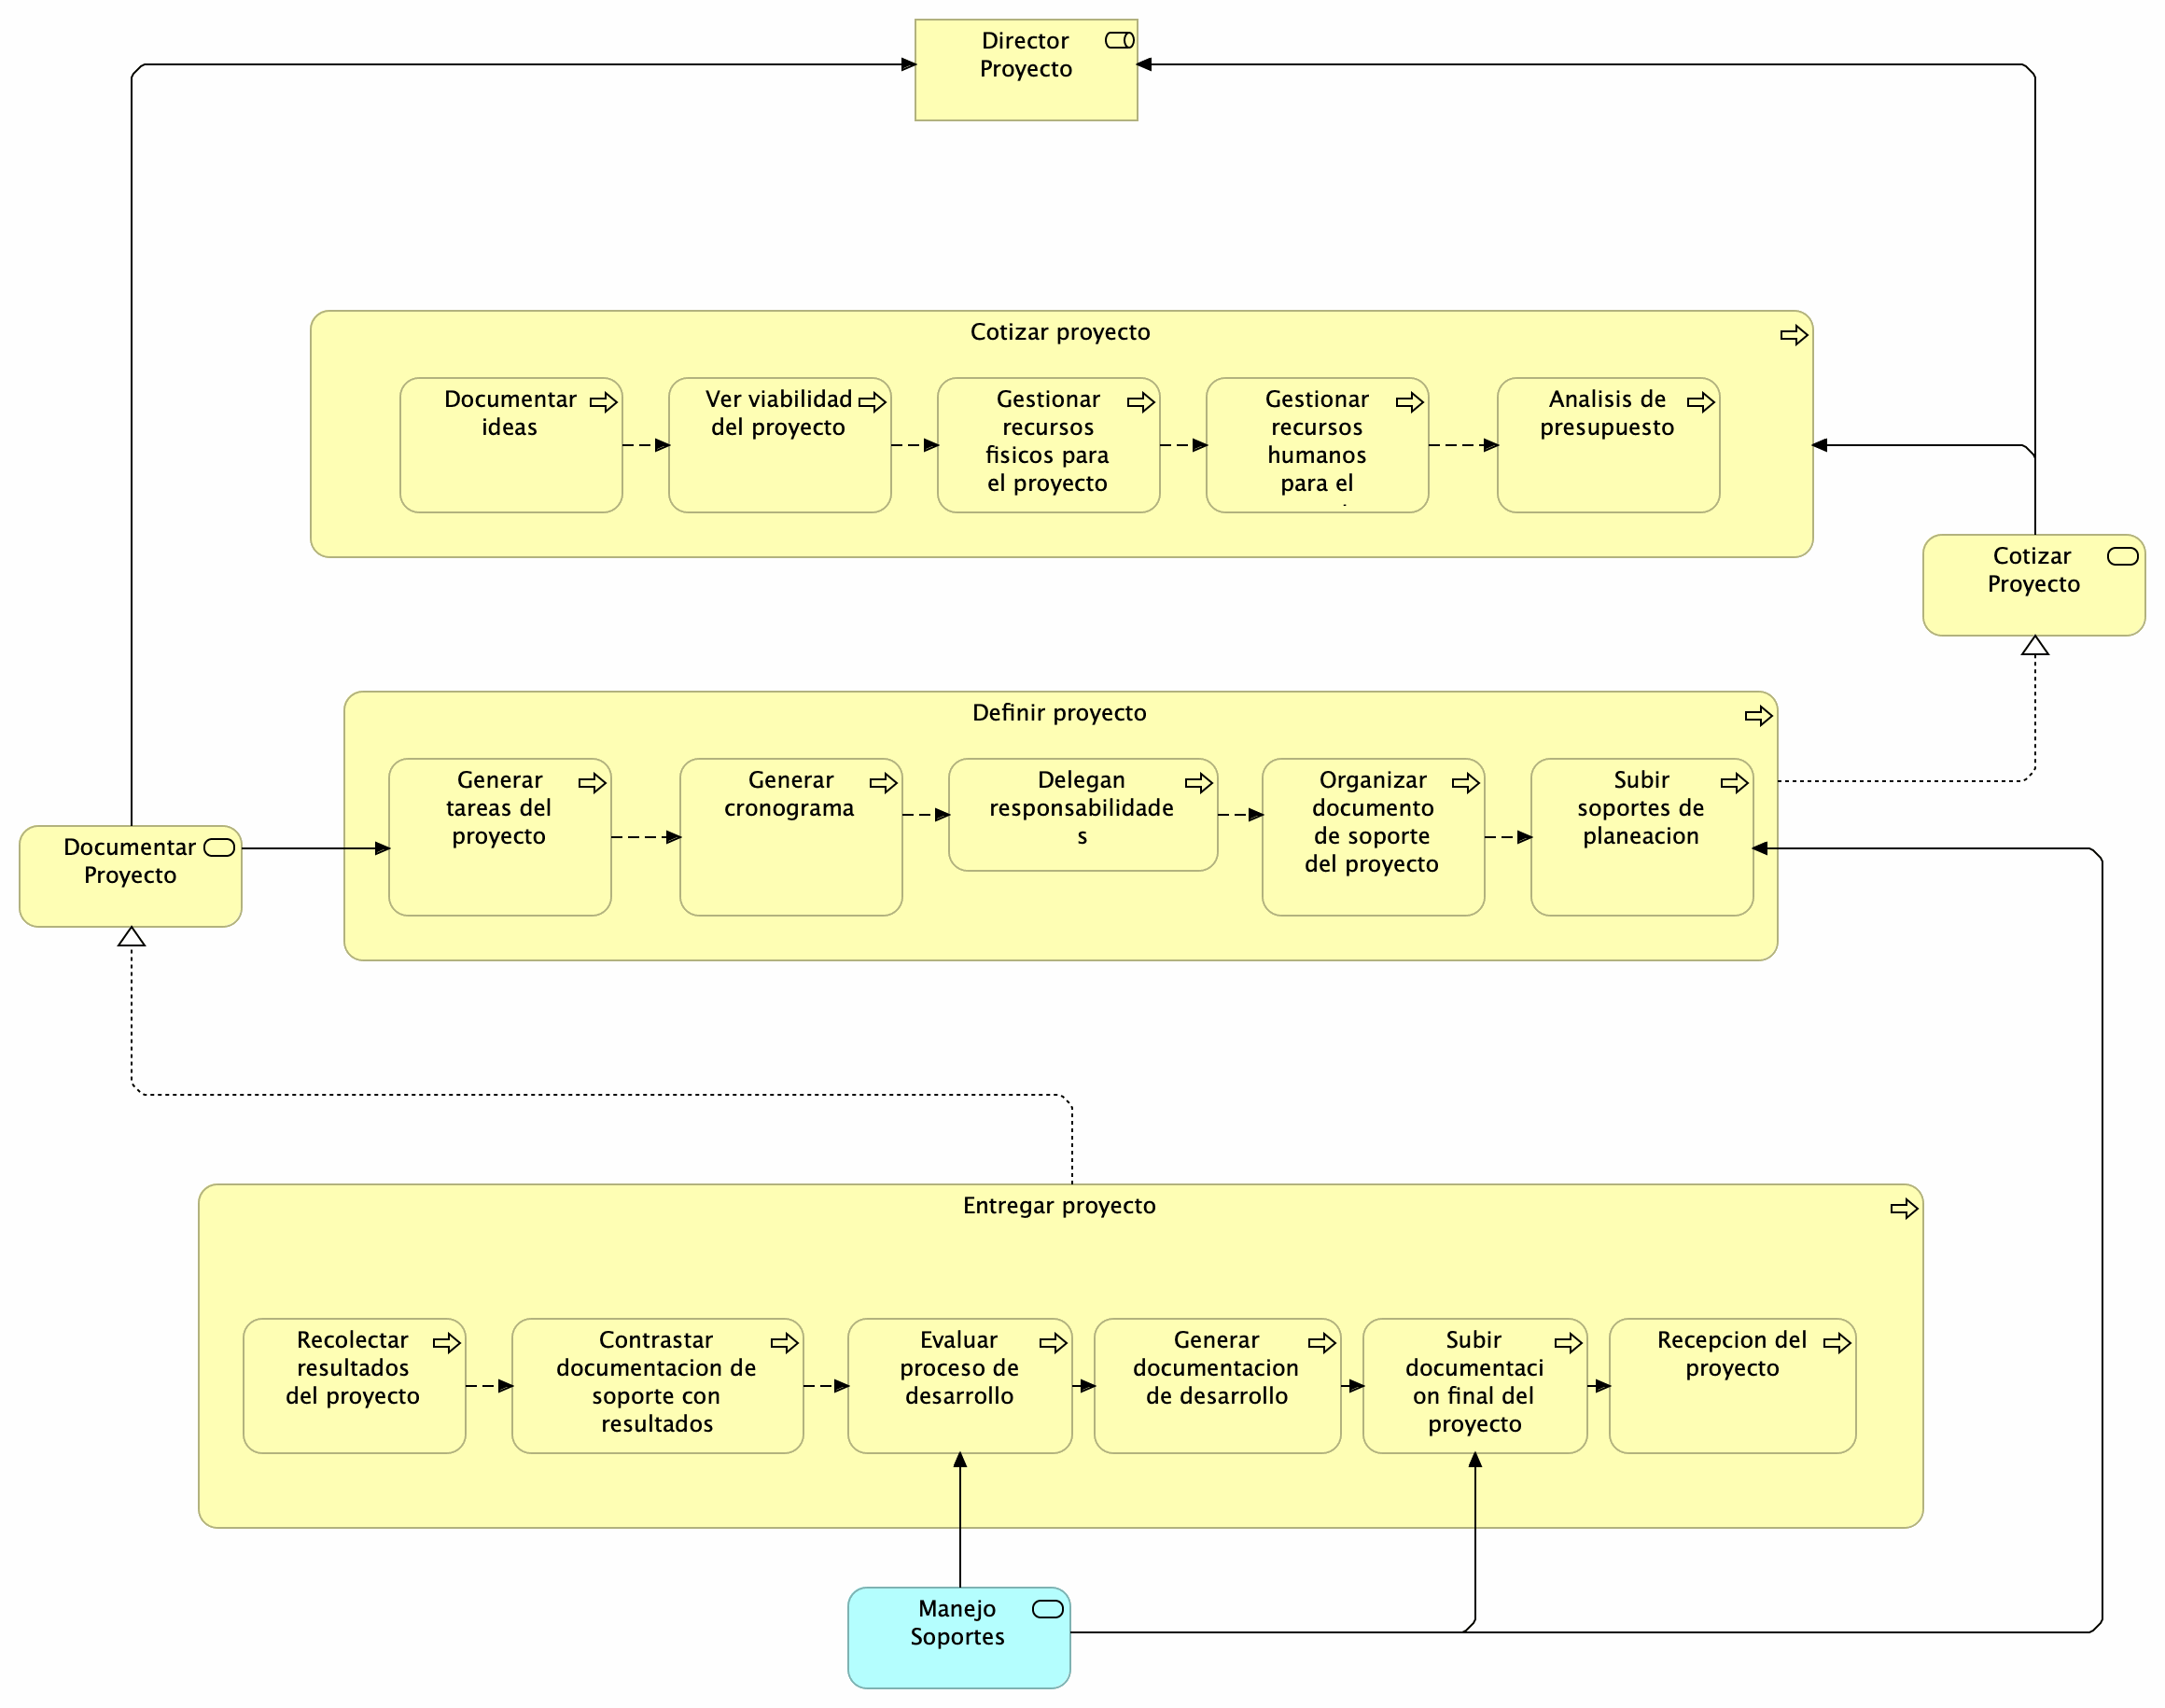 Director
Proyecto
Cotizar proyecto
Documentar
ideas
Ver viabilidad
del proyecto
Gestionar
recursos
fisicos para
el proyecto
Gestionar
recursos
humanos
para el
Analisis de
presupuesto
Cotizar
Proyecto
Definir proyecto
Generar
tareas del
proyecto
Generar
cronograma
Delegan
responsabilidade
s
Organizar
documento
de soporte
del proyecto
Subir
soportes de
planeacion
Documentar
Proyecto
Entregar proyecto
Recolectar
resultados
del proyecto
Contrastar
documentacion de
soporte con
resultados
Evaluar
proceso de
desarrollo
Generar
documentacion
de desarrollo
Subir
documentaci
on final del
proyecto
Recepcion del
proyecto
Manejo
Soportes